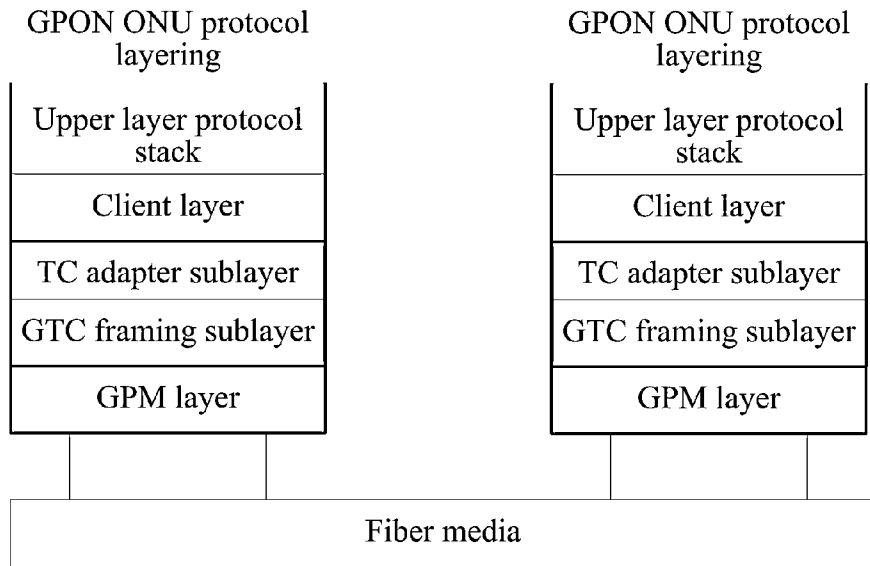 GPON ONU protocol
layering
Upper layer protocol
stack
Client layer
TC adapter sublayer
GTC framing sublayer
GPM layer
GPON ONU protocol
layering
Upper layer protocol
stack
Client layer
TC adapter sublayer
GTC framing sublayer
GPM layer
Fiber media